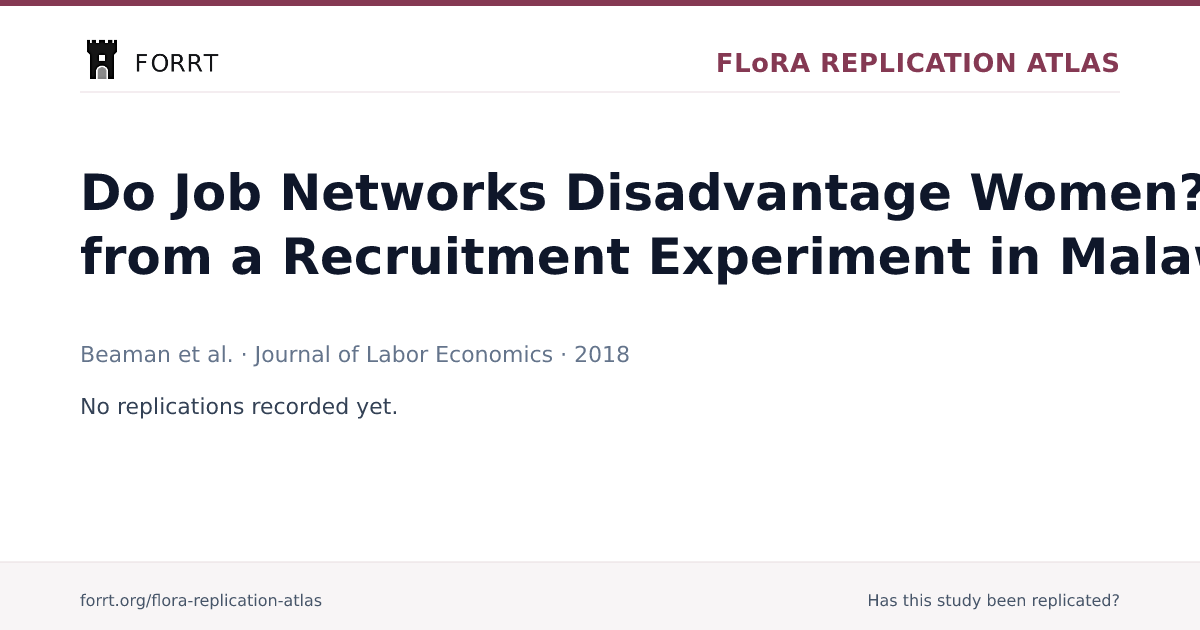 FORRT
FLoRA REPLICATION ATLAS
Do Job Networks Disadvantage Women?
from a Recruitment Experiment in
Beaman et al. · Journal of Labor Economics · 2018
No replications recorded yet.
forrt.org/flora-replication-atlas
Has this study been replicated?